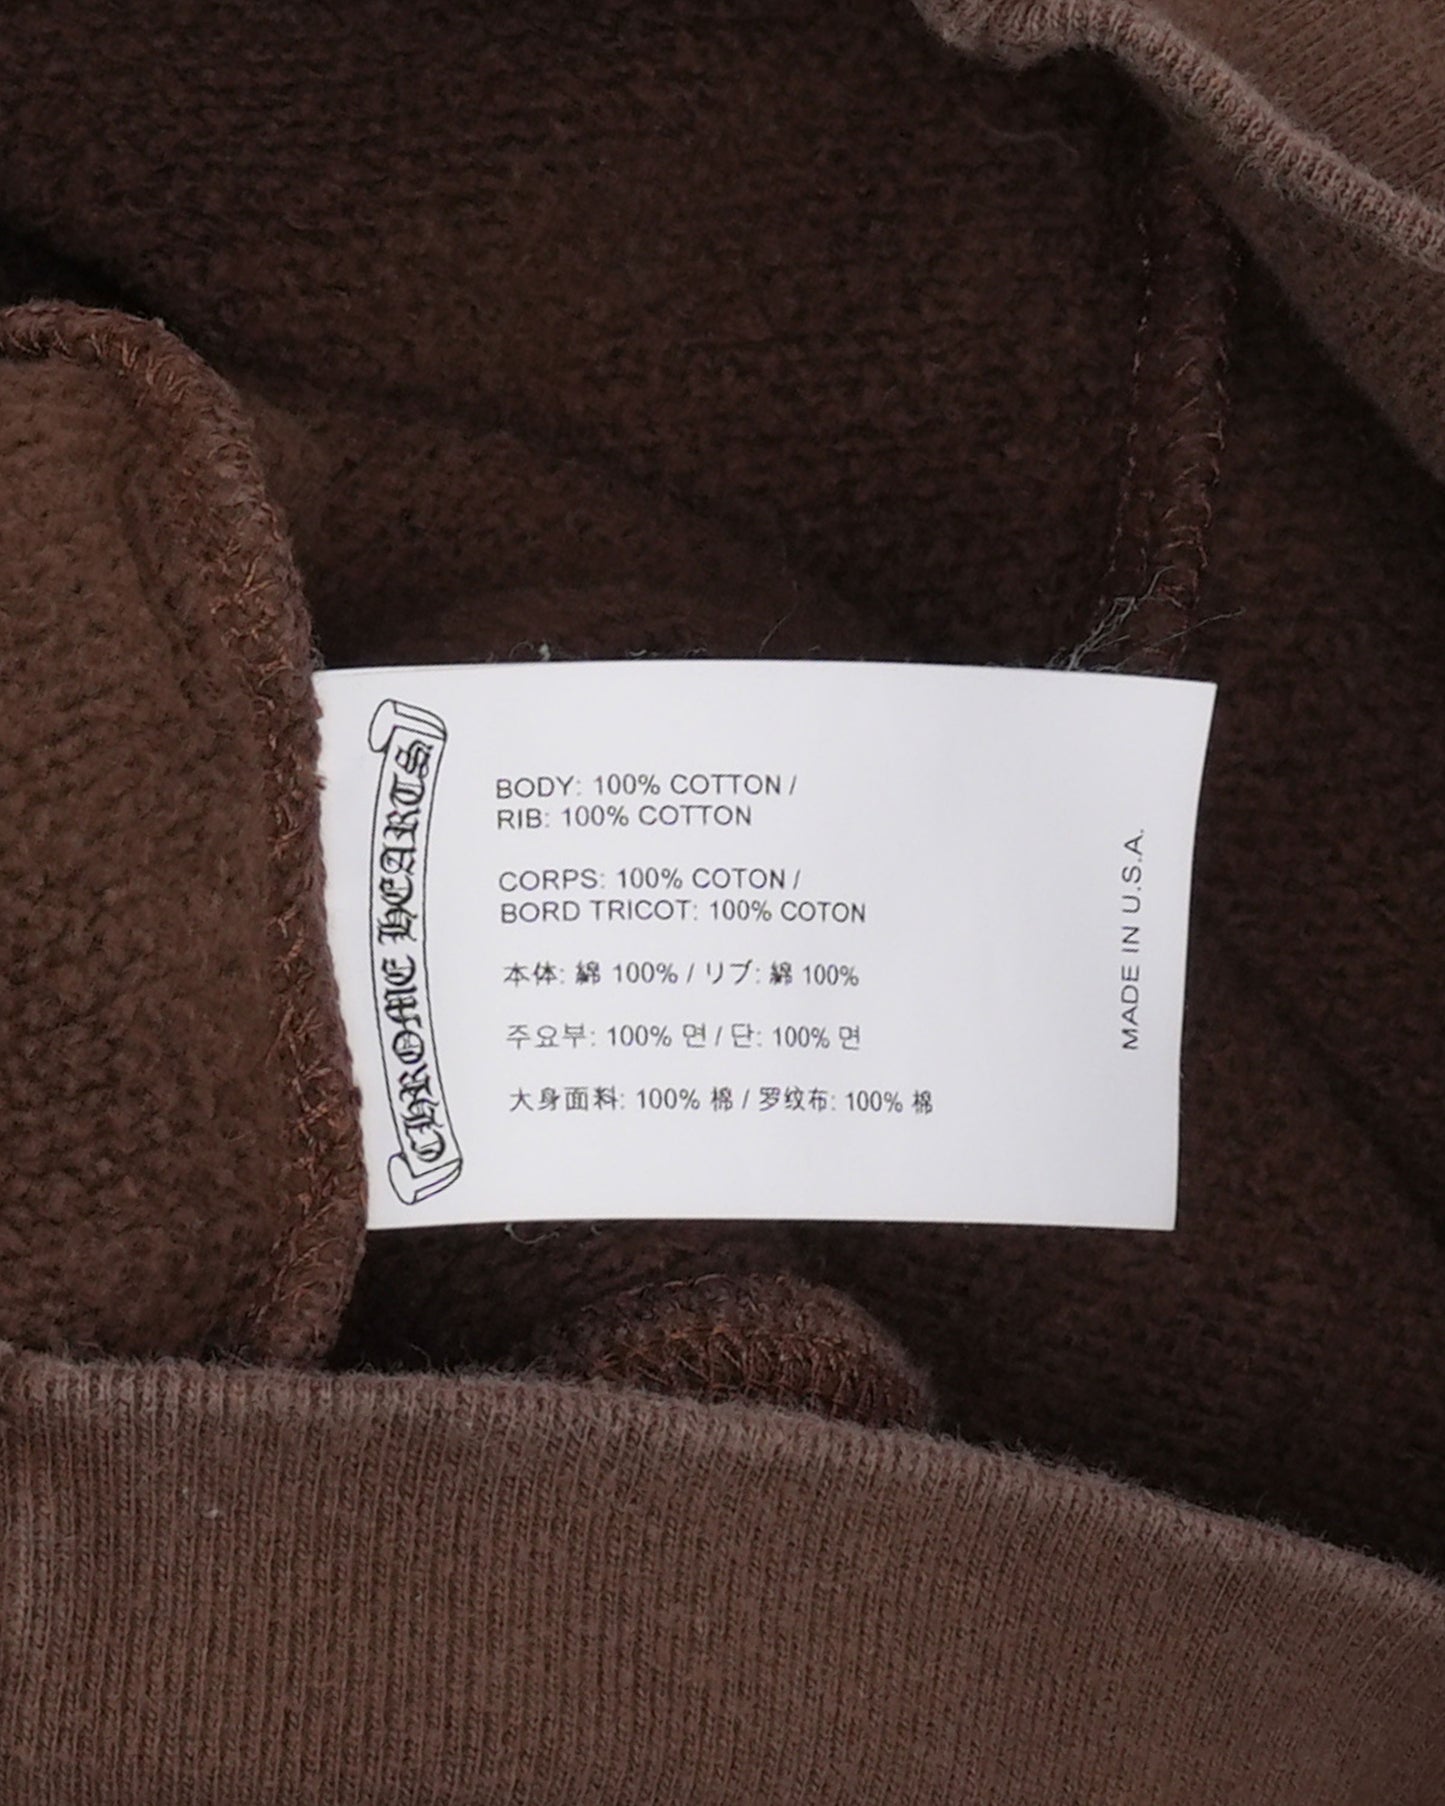 CHROME HEARTS
BODY: 100% COTTON /
RIB: 100% COTTON
CORPS: 100% COTON /
BORD TRICOT: 100% COTON
本体: 綿 100% / リブ: 綿 100%
주요부: 100% 면 / 단: 100% 면
大身面料: 100% 棉 / 罗纹布: 100% 棉
MADE IN U.S.A.